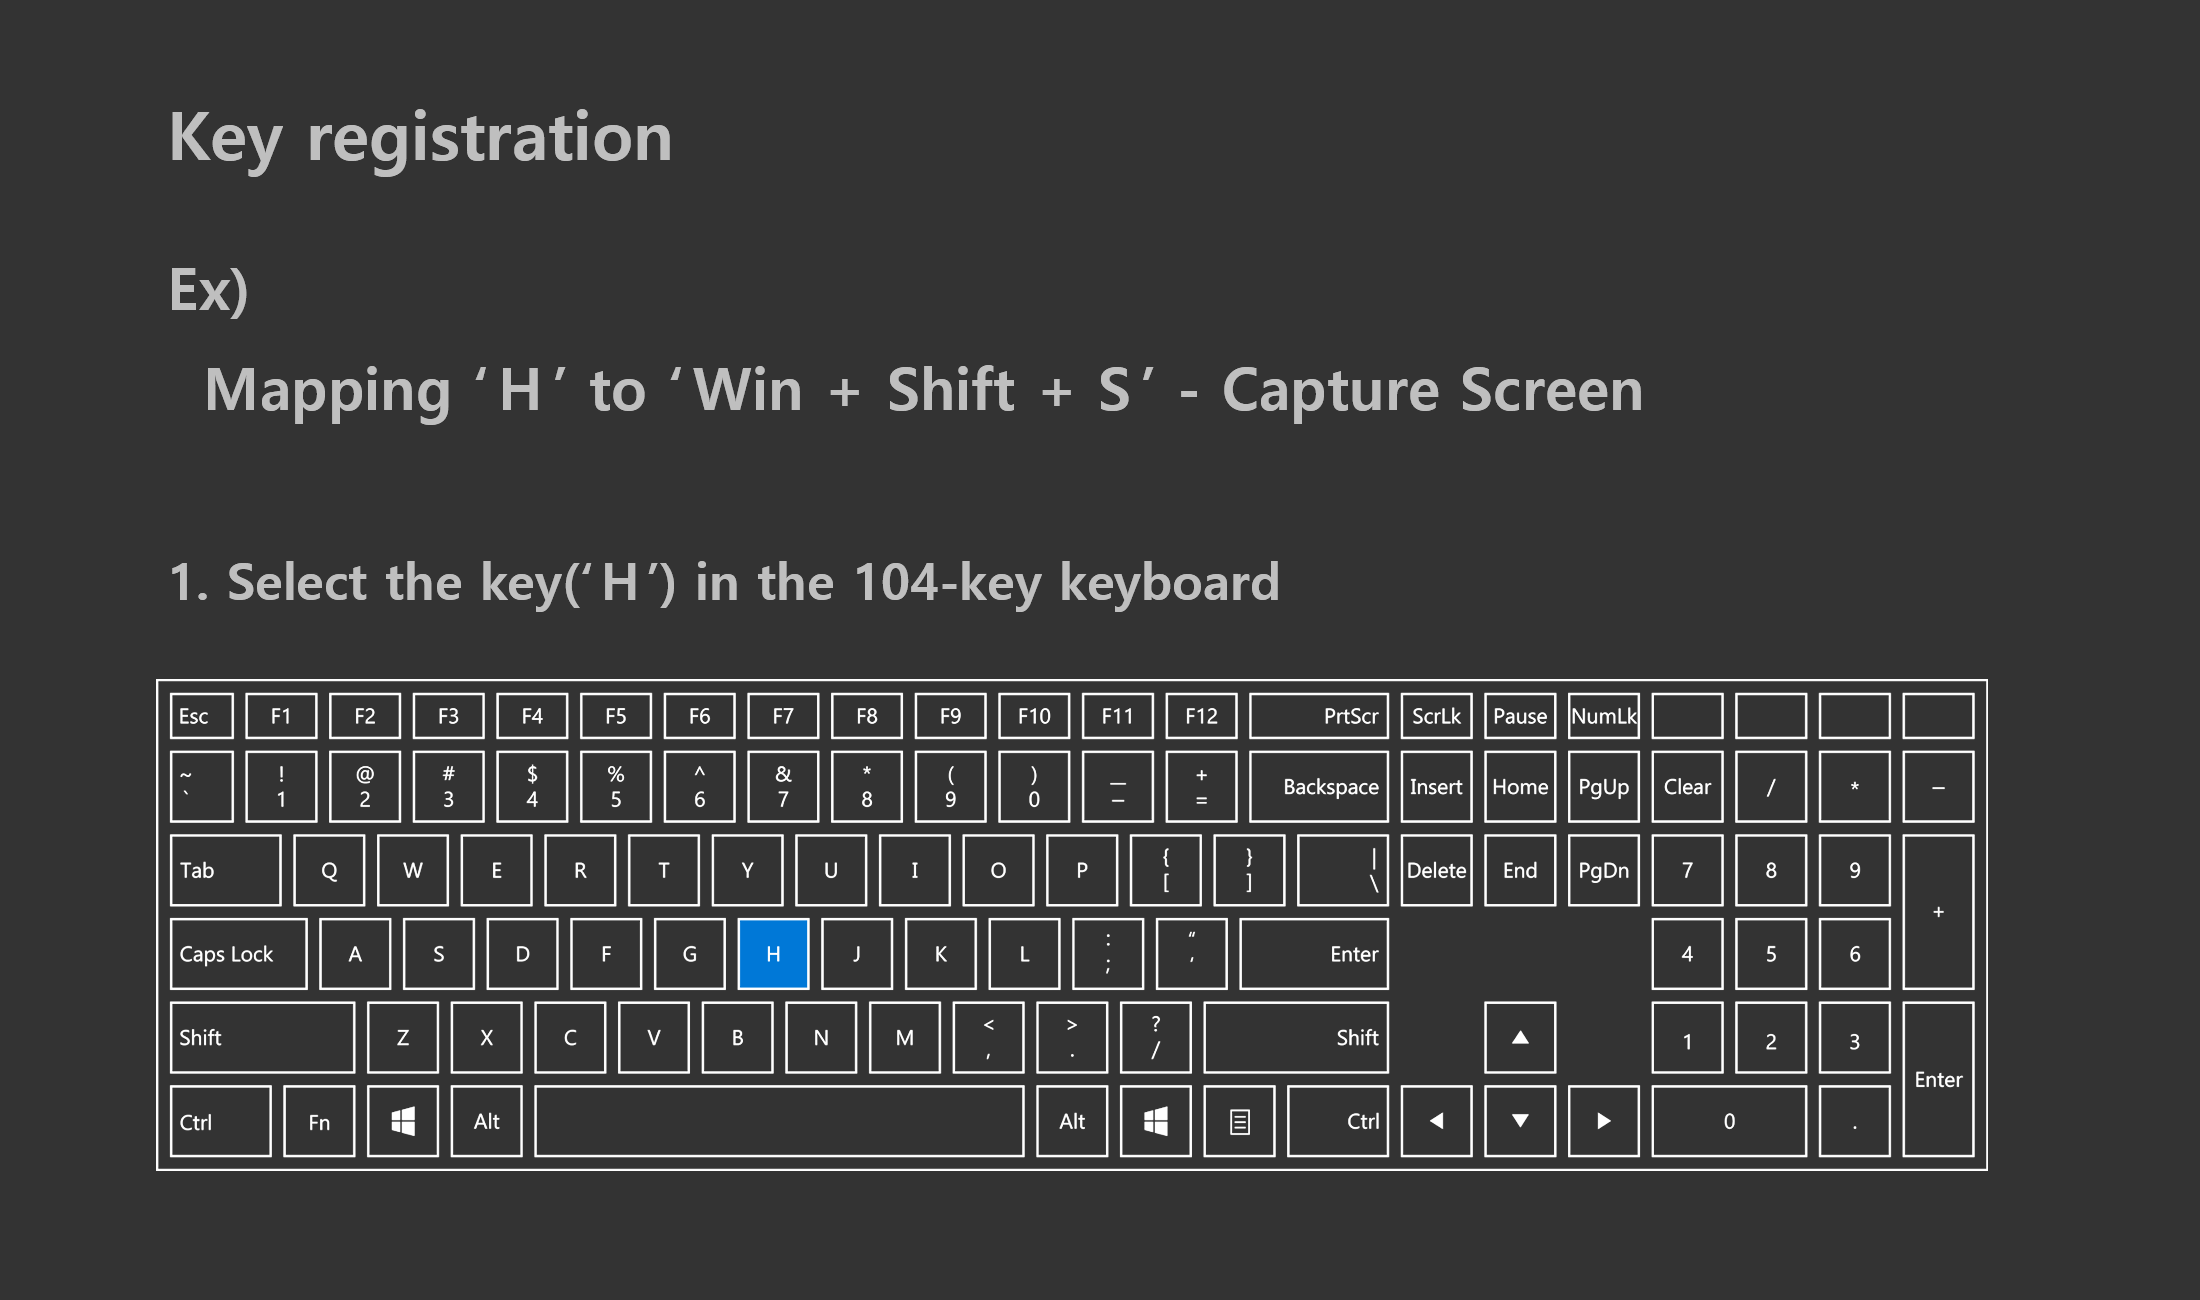 Key registration
Ex)
Mapping ‘H’ to ‘Win + Shift + S’ - Capture Screen
1. Select the key(‘H’) in the 104-key keyboard
Esc F1 F2 F3 F4 F5 F6 F7 F8 F9 F10 F11 F12 PrtScr ScrLk Pause NumLk
~ ! @ # $ % ^ & * ( ) — +
` 1 2 3 4 5 6 7 8 9 0 – = Backspace Insert Home PgUp Clear / * –
Tab Q W E R T Y U I O P { } |
[ ] \ Delete End PgDn 7 8 9 +
Caps Lock A S D F G H J K L : “
; ‘ Enter 4 5 6
Shift Z X C V B N M < > ?
, . / Shift ▲ 1 2 3 Enter
Ctrl Fn Alt Alt Ctrl ◀ ▼ ▶ 0 .